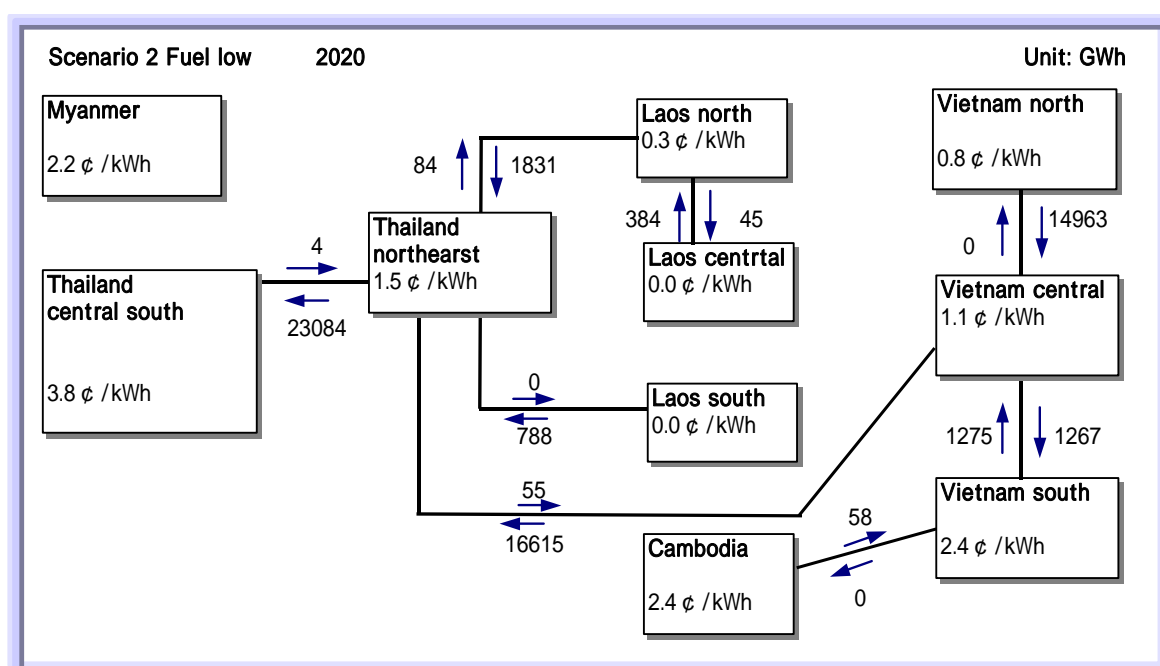 Scenario 2 Fuel low 2020 Unit: GWh
Myanmer
2.2 ¢ /kWh
Laos north
0.3 ¢ /kWh
Vietnam north
0.8 ¢ /kWh
84
1831
384
45
0
14963
Thailand
northearst
1.5 ¢ /kWh
Laos centrtal
0.0 ¢ /kWh
4
23084
Thailand
central south
3.8 ¢ /kWh
Vietnam central
1.1 ¢ /kWh
0
788
Laos south
0.0 ¢ /kWh
1275
1267
55
16615
Vietnam south
2.4 ¢ /kWh
58
0
Cambodia
2.4 ¢ /kWh